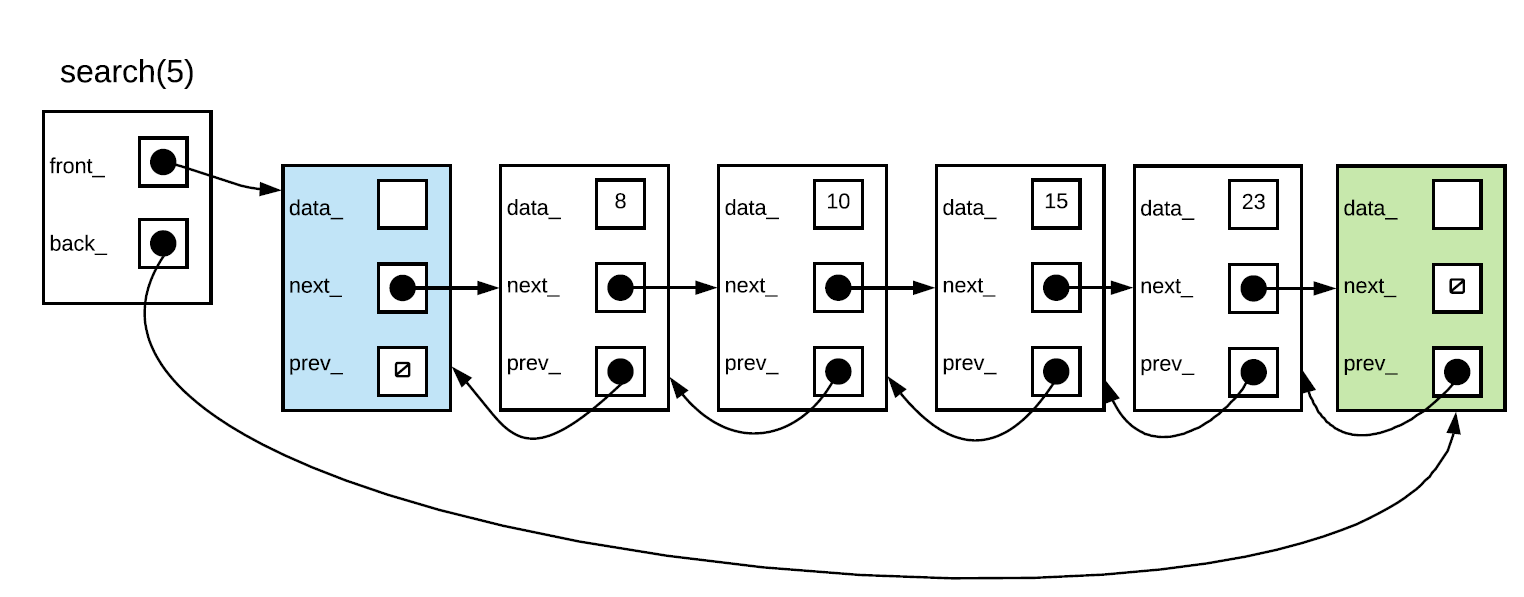 search(5)
front_
back_
data_
next_
prev_
data_ 8
next_
prev_
data_ 10
next_
prev_
data_ 15
next_
prev_
data_ 23
next_
prev_
data_
next_
prev_